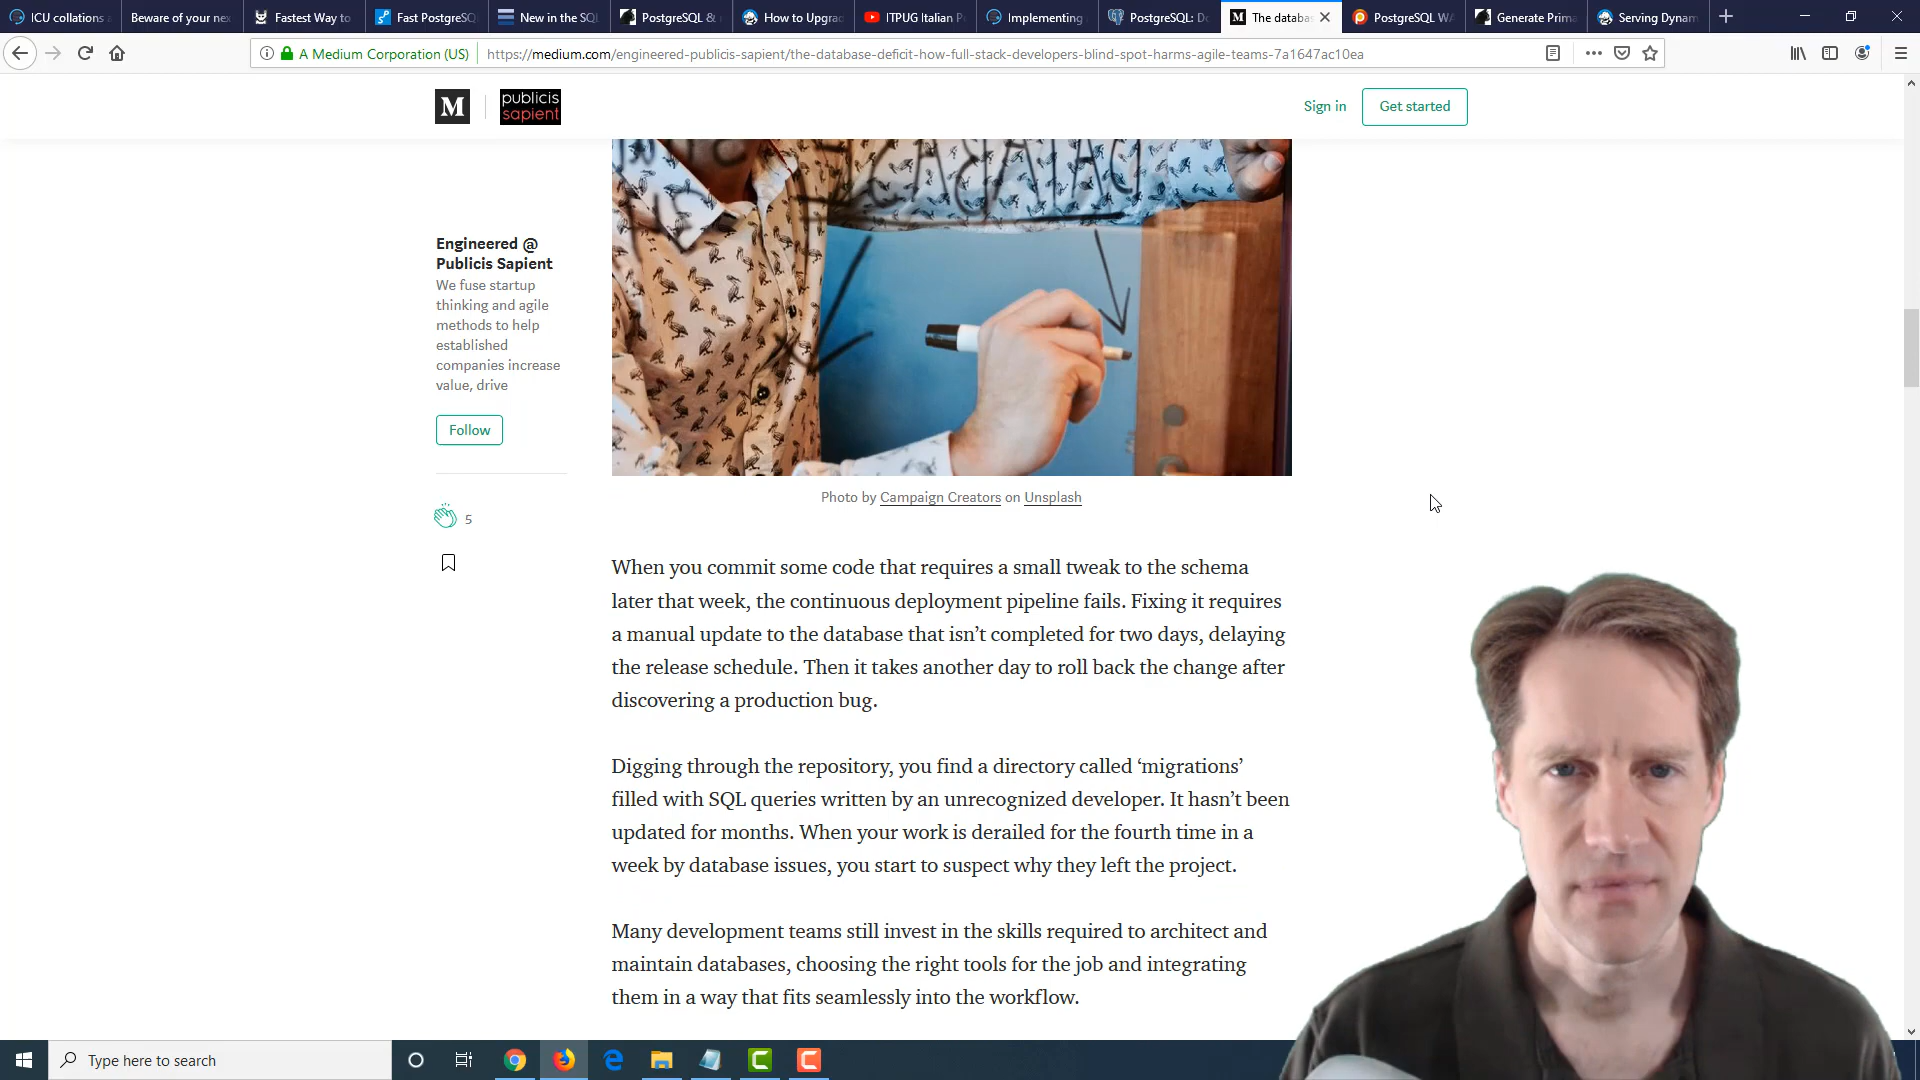 ICU collations a
Beware of your nex
Fastest Way to
Fast PostgreSQ
New in the SQL
PostgreSQL &
How to Upgrad
ITPUG Italian P
Implementing
PostgreSQL: D
The databas
PostgreSQL WA
Generate Prima
Serving Dynam
A Medium Corporation (US)
https://medium.com/engineered-publicis-sapient/the-database-deficit-how-full-stack-developers-blind-spot-harms-agile-teams-7a1647ac10ea
M
publicis
sapient
Sign in
Get started
Engineered @
Publicis Sapient
We fuse startup
thinking and agile
methods to help
established
companies increase
value, drive
Follow
5
Photo by Campaign Creators on Unsplash
When you commit some code that requires a small tweak to the schema
later that week, the continuous deployment pipeline fails. Fixing it requires
a manual update to the database that isn’t completed for two days, delaying
the release schedule. Then it takes another day to roll back the change after
discovering a production bug.
Digging through the repository, you find a directory called ‘migrations’
filled with SQL queries written by an unrecognized developer. It hasn’t been
updated for months. When your work is derailed for the fourth time in a
week by database issues, you start to suspect why they left the project.
Many development teams still invest in the skills required to architect and
maintain databases, choosing the right tools for the job and integrating
them in a way that fits seamlessly into the workflow.
Type here to search